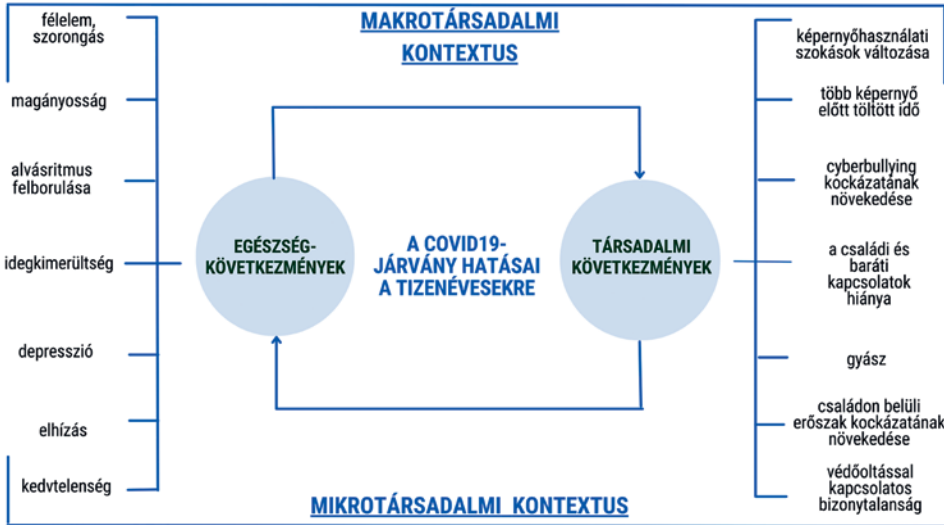 MAKROTÁRSADALMI
KONTEXTUS
félelem,
szorongás
magányosság
alvásritmus
felborulása
idegkimerültség
depresszió
elhízás
kedvtelenség
EGÉSZSÉG-
KÖVETKEZMÉNYEK
A COVID19-
JÁRVÁNY HATÁSAI
A TIZENÉVESEKRE
TÁRSADALMI
KÖVETKEZMÉNYEK
képernyőhasználati
szokások változása
több képernyő
előtt töltött idő
cyberbullying
kockázatának
növekedése
a családi és
baráti
kapcsolatok
hiánya
gyász
családon belüli
erőszak kockázatának
növekedése
védőoltással
kapcsolatos
bizonytalanság
MIKROTÁRSADALMI KONTEXTUS